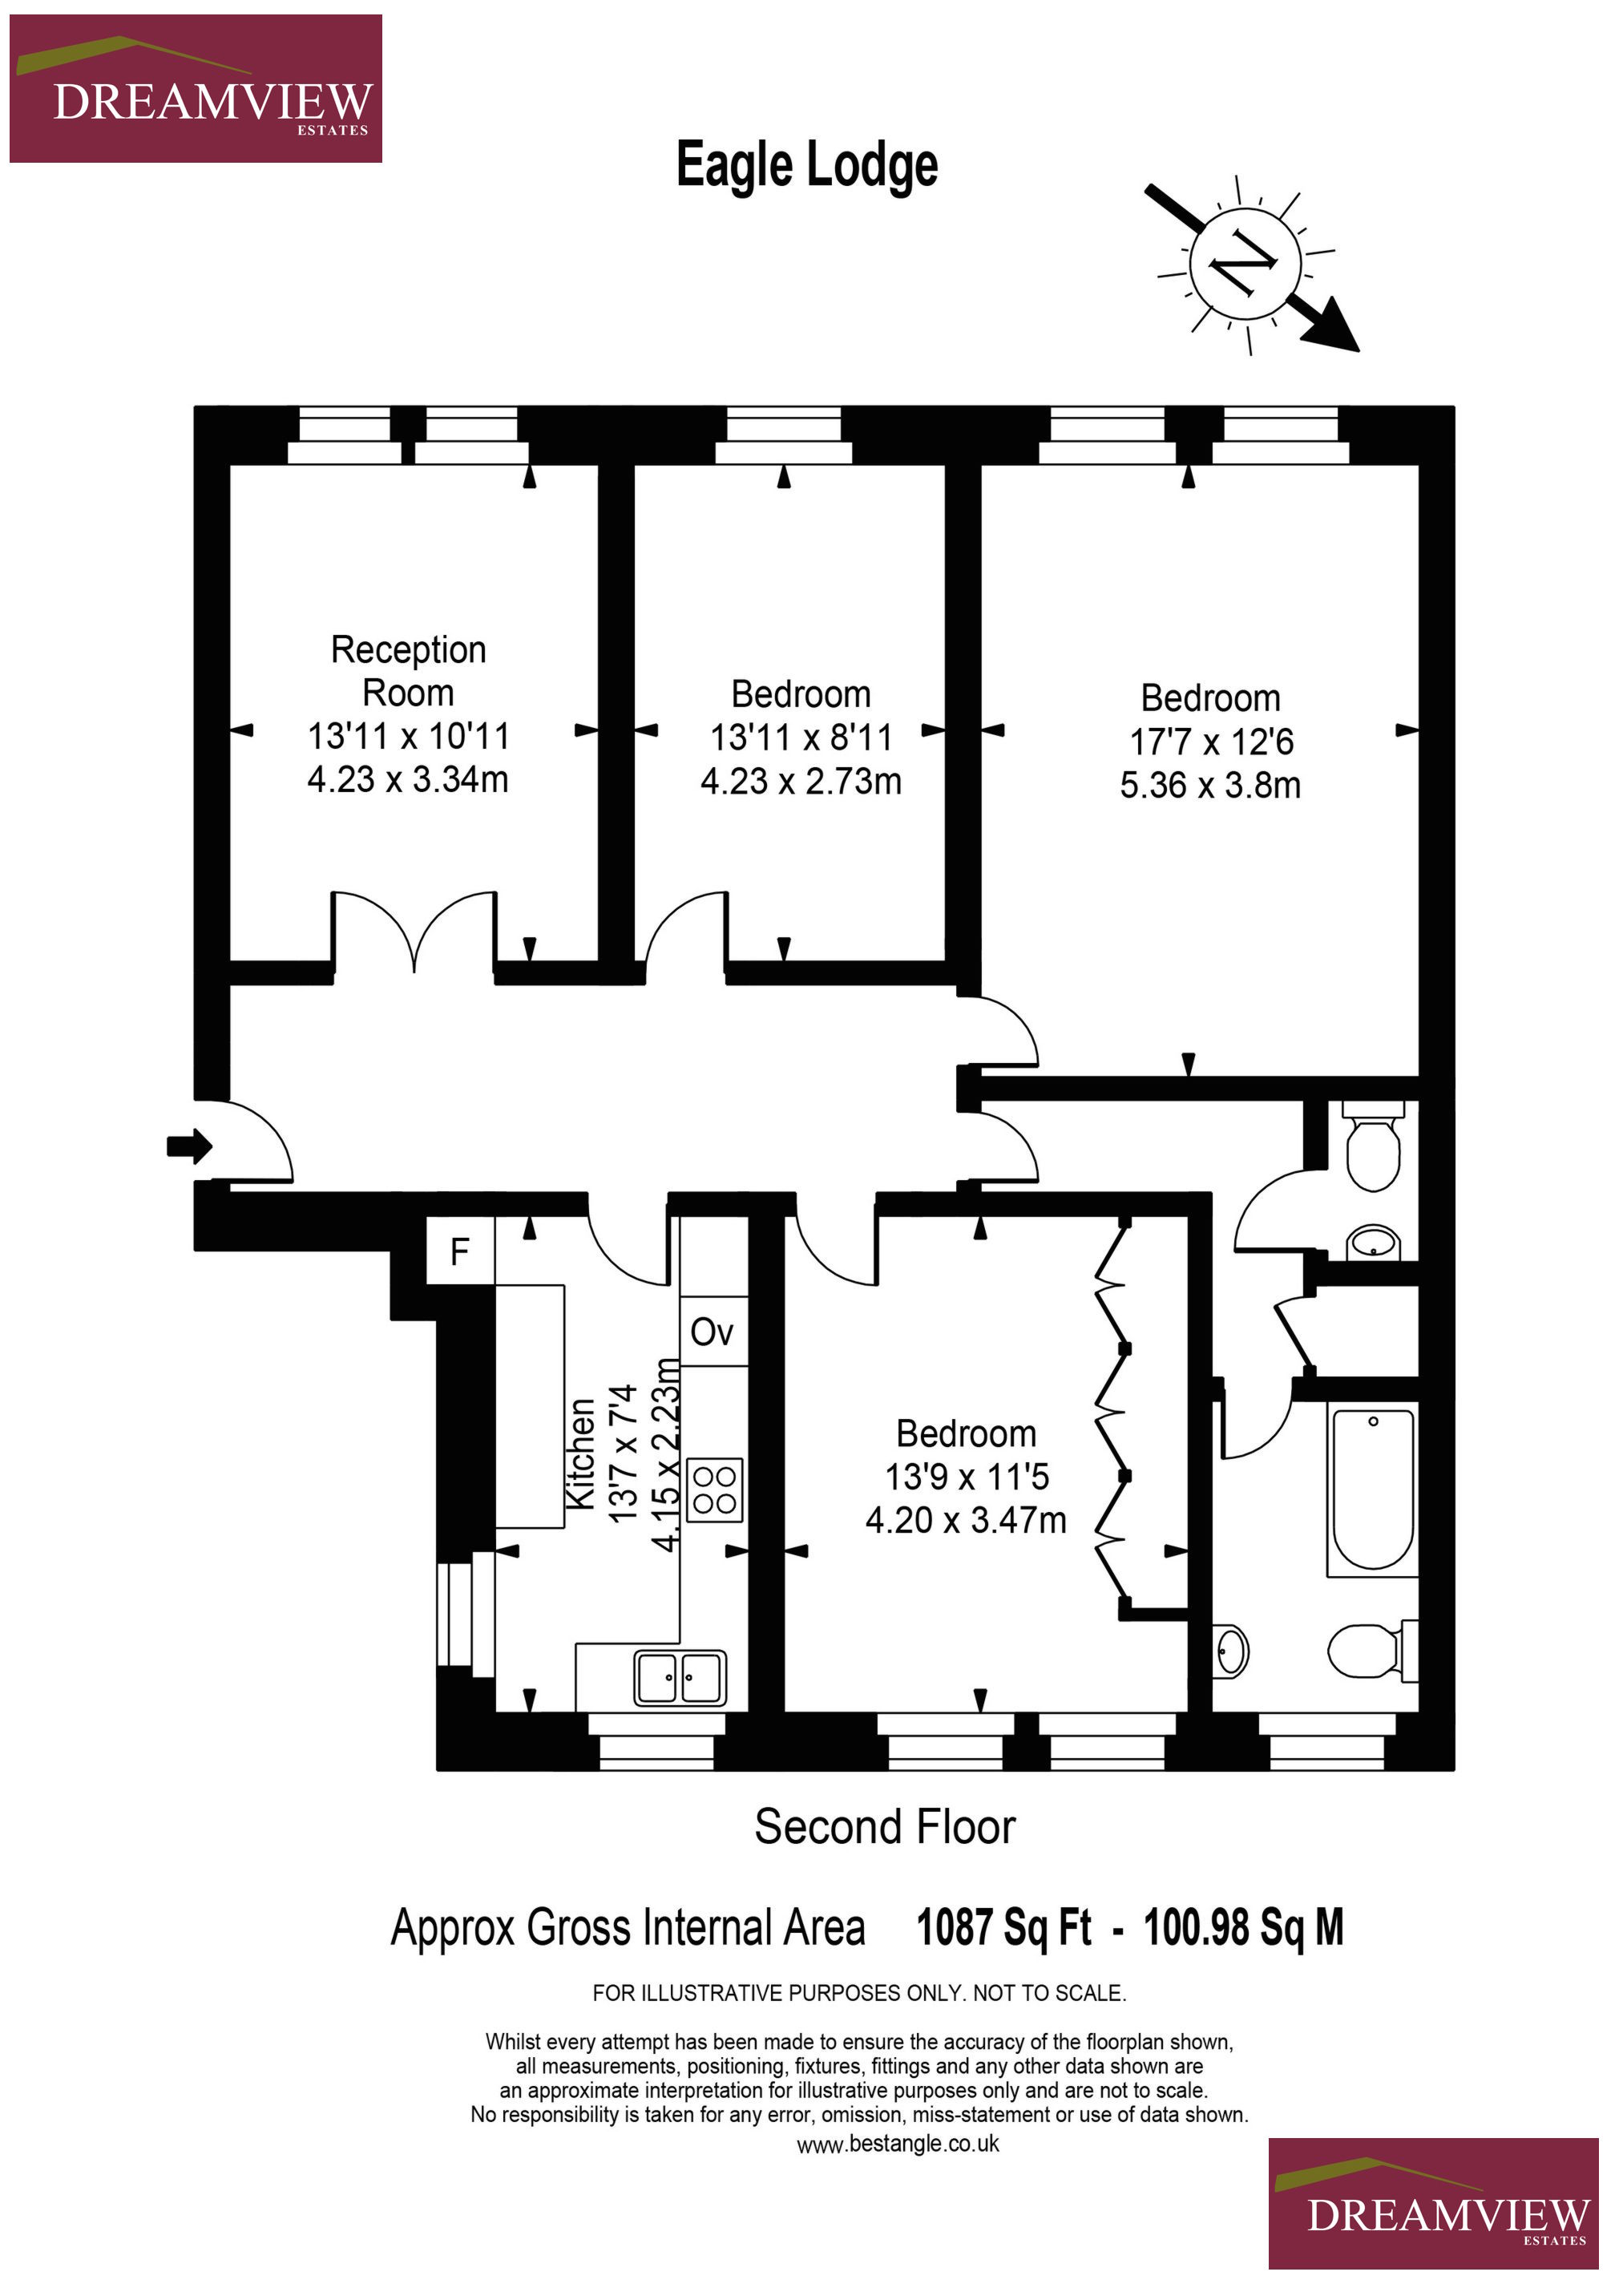 DREAMVIEW
ESTATES
Eagle Lodge
N
Reception
Room
13'11 x 10'11
4.23 x 3.34m
Bedroom
13'11 x 8'11
4.23 x 2.73m
Bedroom
17'7 x 12'6
5.36 x 3.8m
F
Ov
Kitchen
13'7 x 7'4
4.15 x 2.23m
Bedroom
13'9 x 11'5
4.20 x 3.47m
Second Floor
Approx Gross Internal Area 1087 Sq Ft - 100.98 Sq M
FOR ILLUSTRATIVE PURPOSES ONLY. NOT TO SCALE.
Whilst every attempt has been made to ensure the accuracy of the floorplan shown,
all measurements, positioning, fixtures, fittings and any other data shown are
an approximate interpretation for illustrative purposes only and are not to scale.
No responsibility is taken for any error, omission, miss-statement or use of data shown.
www.bestangle.co.uk
DREAMVIEW
ESTATES